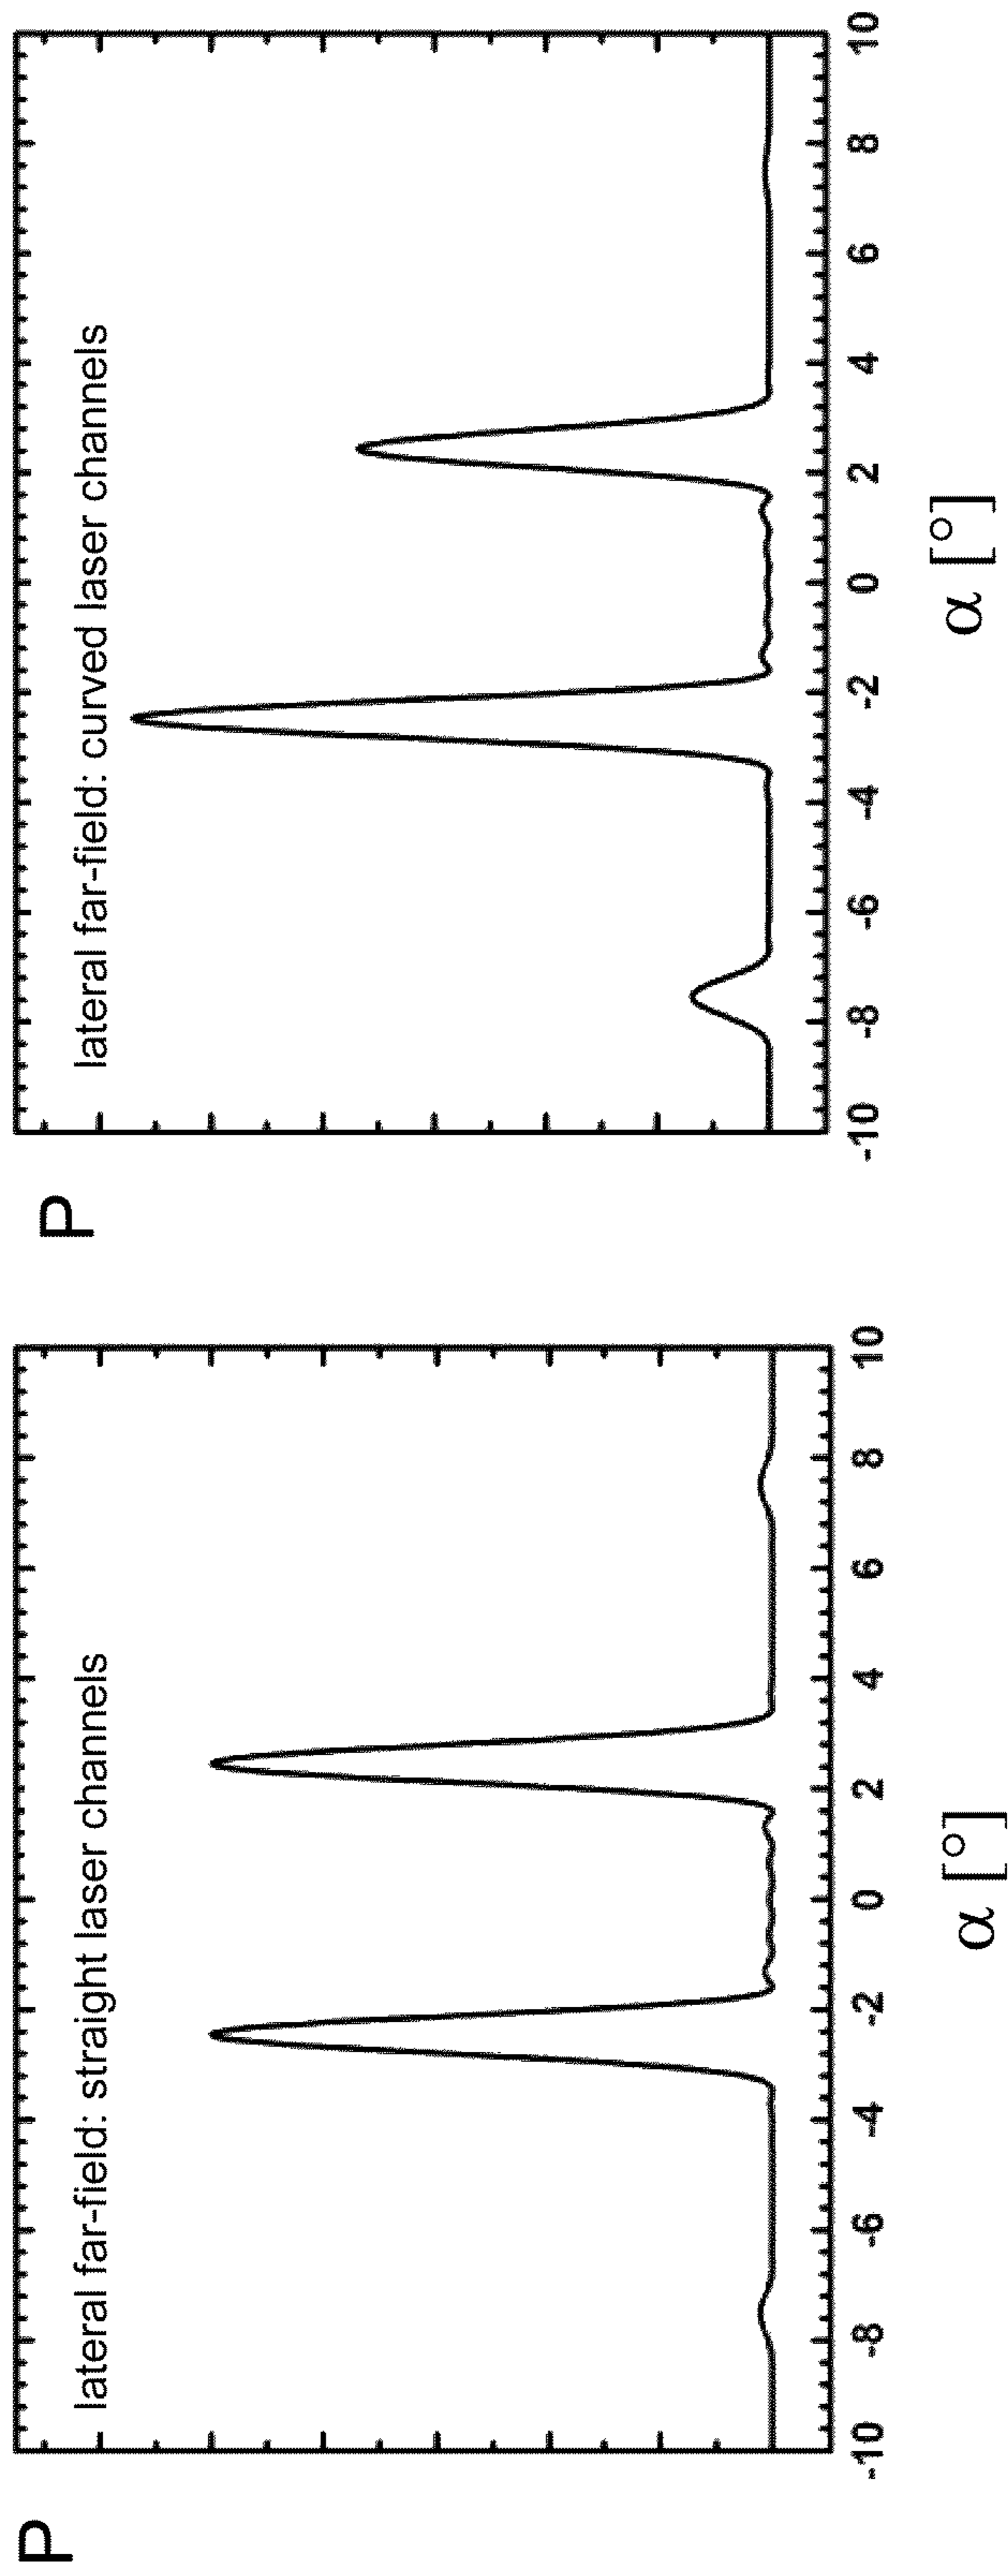 P
lateral far-field: straight laser channels
-10 -8 -6 -4 -2 0 2 4 6 8 10
α [°]
P
lateral far-field: curved laser channels
-10 -8 -6 -4 -2 0 2 4 6 8 10
α [°]